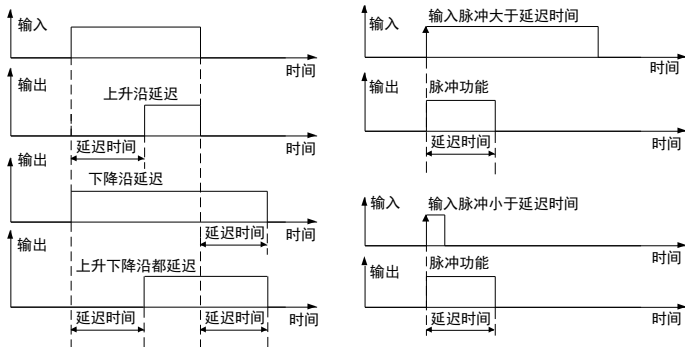 输入
时间
输出
上升沿延迟
延迟时间
时间
输出
下降沿延迟
延迟时间
时间
输出
上升下降沿都延迟
延迟时间
延迟时间
时间
输入
输入脉冲大于延迟时间
时间
输出
脉冲功能
延迟时间
时间
输入
输入脉冲小于延迟时间
时间
输出
脉冲功能
延迟时间
时间